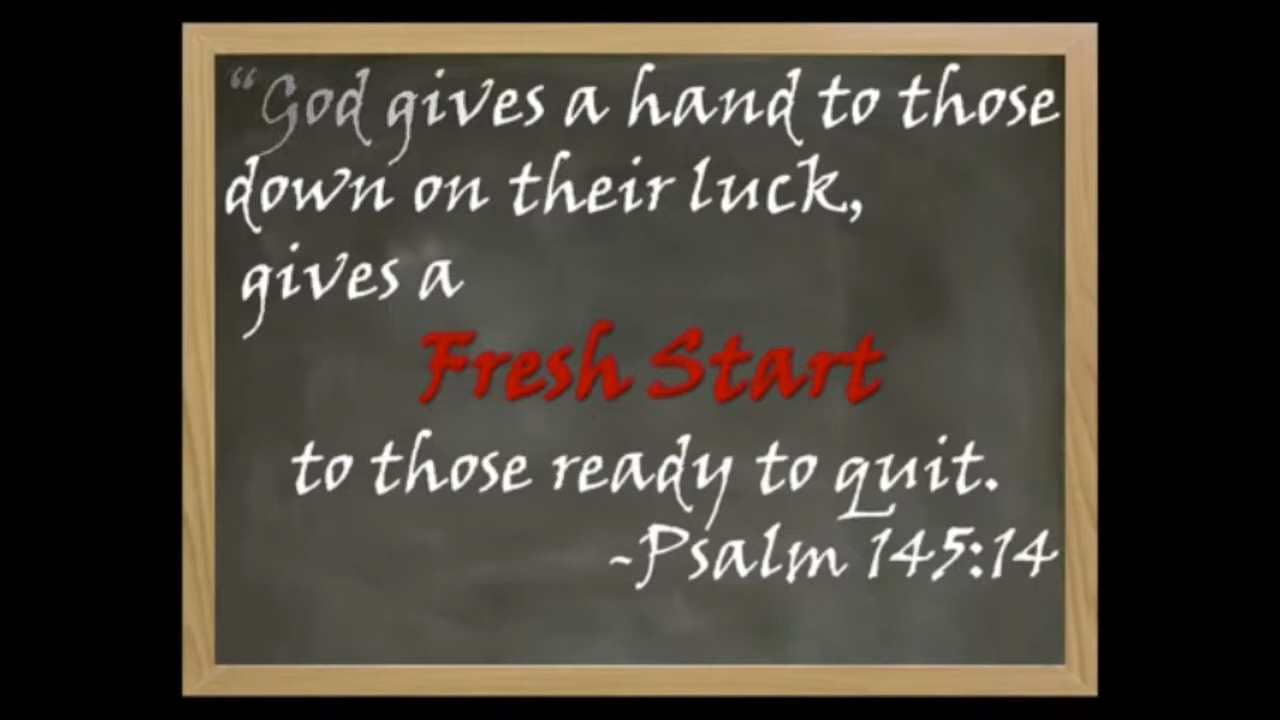 “God gives a hand to those
down on their luck,
gives a
Fresh Start
to those ready to quit.
~Psalm 145:14